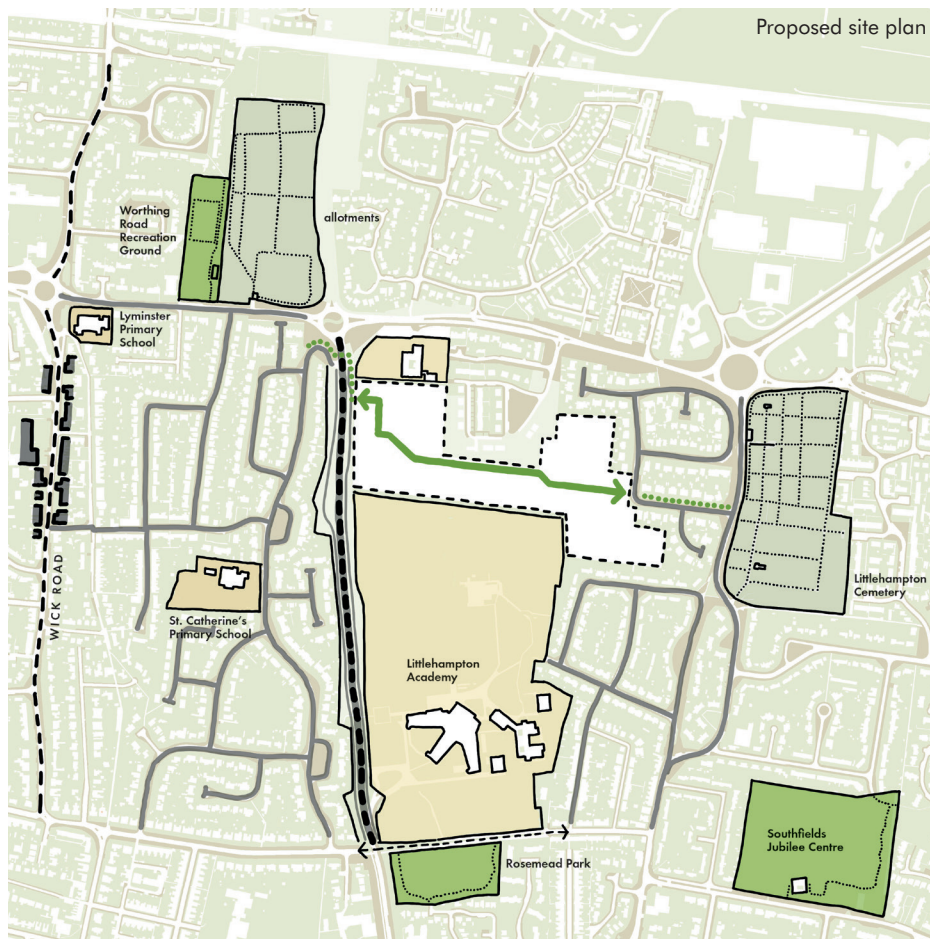 Proposed site plan
Worthing
Road
Recreation
Ground
allotments
Lyminster
Primary
School
WICK ROAD
St. Catherine's
Primary School
Littlehampton
Cemetery
Littlehampton
Academy
Southfields
Jubilee Centre
Rosemead Park